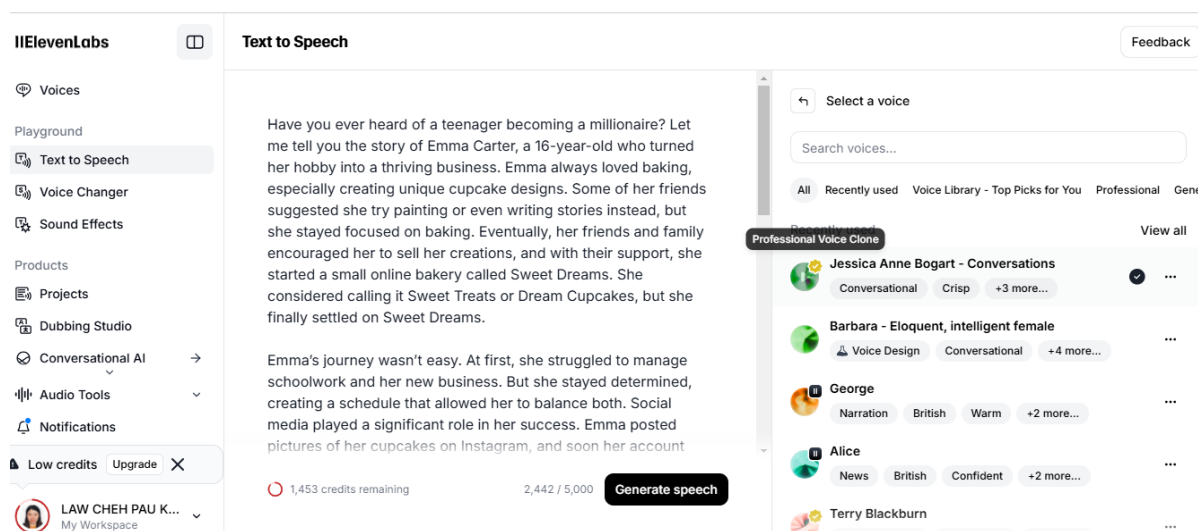 IIElevenLabs
Text to Speech
Feedback
Voices
Playground
Text to Speech
Voice Changer
Sound Effects
Products
Projects
Dubbing Studio
Conversational AI
Audio Tools
Notifications
Low credits Upgrade
LAW CHEH PAU K...
My Workspace
Have you ever heard of a teenager becoming a millionaire? Let
me tell you the story of Emma Carter, a 16-year-old who turned
her hobby into a thriving business. Emma always loved baking,
especially creating unique cupcake designs. Some of her friends
suggested she try painting or even writing stories instead, but
she stayed focused on baking. Eventually, her friends and family
encouraged her to sell her creations, and with their support, she
started a small online bakery called Sweet Dreams. She
considered calling it Sweet Treats or Dream Cupcakes, but she
finally settled on Sweet Dreams.
Emma's journey wasn't easy. At first, she struggled to manage
schoolwork and her new business. But she stayed determined,
creating a schedule that allowed her to balance both. Social
media played a significant role in her success. Emma posted
pictures of her cupcakes on Instagram, and soon her account
1,453 credits remaining 2,442 / 5,000 Generate speech
Select a voice
Search voices...
All Recently used Voice Library - Top Picks for You Professional Gene
Recently used View all
Professional Voice Clone
Jessica Anne Bogart - Conversations
Conversational Crisp +3 more...
Barbara - Eloquent, intelligent female
Voice Design Conversational +4 more...
George
Narration British Warm +2 more...
Alice
News British Confident +2 more...
Terry Blackburn